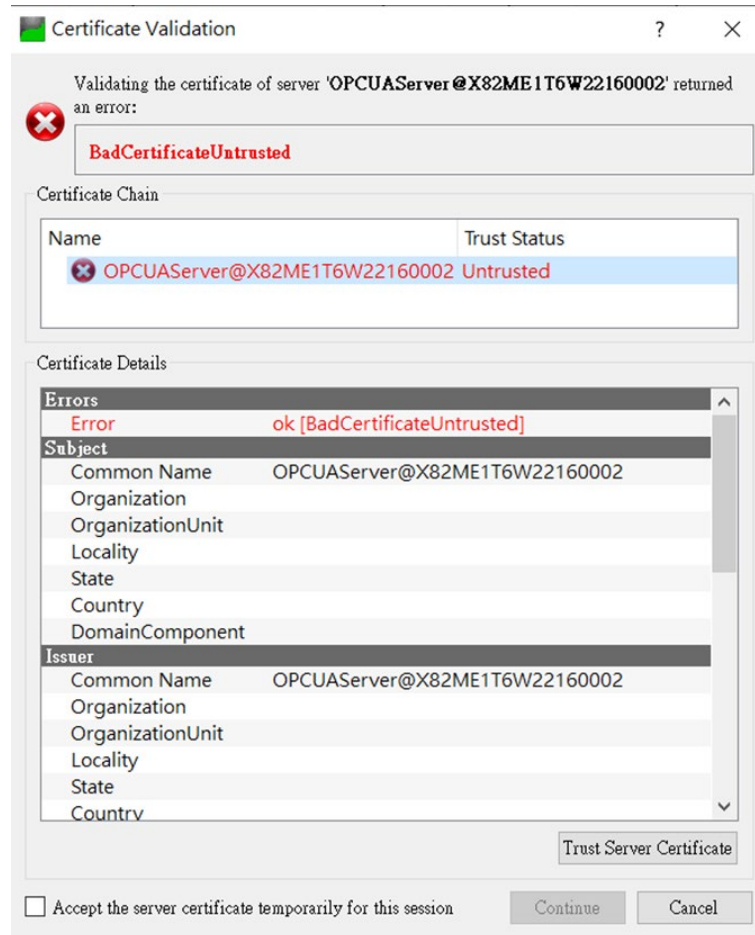 Certificate Validation ?
Validating the certificate of server 'OPCUAServer@X82ME1T6W22160002' returned
an error:
BadCertificateUntrusted
Certificate Chain
Name Trust Status
OPCUAServer@X82ME1T6W22160002 Untrusted
Certificate Details
Errors
Error ok [BadCertificateUntrusted]
Subject
Common Name OPCUAServer@X82ME1T6W22160002
Organization
OrganizationUnit
Locality
State
Country
DomainComponent
Issuer
Common Name OPCUAServer@X82ME1T6W22160002
Organization
OrganizationUnit
Locality
State
Country
Trust Server Certificate
Accept the server certificate temporarily for this session Continue Cancel